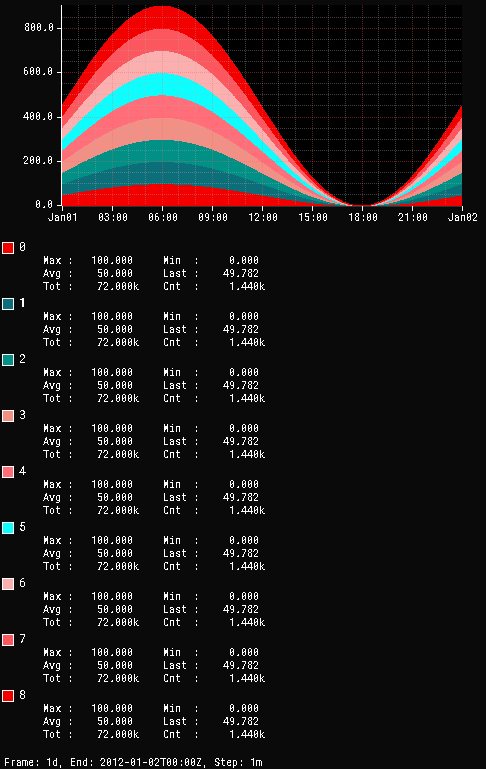 800.0
600.0
400.0
200.0
0.0
Jan01 03:00 06:00 09:00 12:00 15:00 18:00 21:00 Jan02
0
Max : 100.000 Min : 0.000
Avg : 50.000 Last : 49.782
Tot : 72.000k Cnt : 1.440k
1
Max : 100.000 Min : 0.000
Avg : 50.000 Last : 49.782
Tot : 72.000k Cnt : 1.440k
2
Max : 100.000 Min : 0.000
Avg : 50.000 Last : 49.782
Tot : 72.000k Cnt : 1.440k
3
Max : 100.000 Min : 0.000
Avg : 50.000 Last : 49.782
Tot : 72.000k Cnt : 1.440k
4
Max : 100.000 Min : 0.000
Avg : 50.000 Last : 49.782
Tot : 72.000k Cnt : 1.440k
5
Max : 100.000 Min : 0.000
Avg : 50.000 Last : 49.782
Tot : 72.000k Cnt : 1.440k
6
Max : 100.000 Min : 0.000
Avg : 50.000 Last : 49.782
Tot : 72.000k Cnt : 1.440k
7
Max : 100.000 Min : 0.000
Avg : 50.000 Last : 49.782
Tot : 72.000k Cnt : 1.440k
8
Max : 100.000 Min : 0.000
Avg : 50.000 Last : 49.782
Tot : 72.000k Cnt : 1.440k
Frame: 1d, End: 2012-01-02T00:00Z, Step: 1m